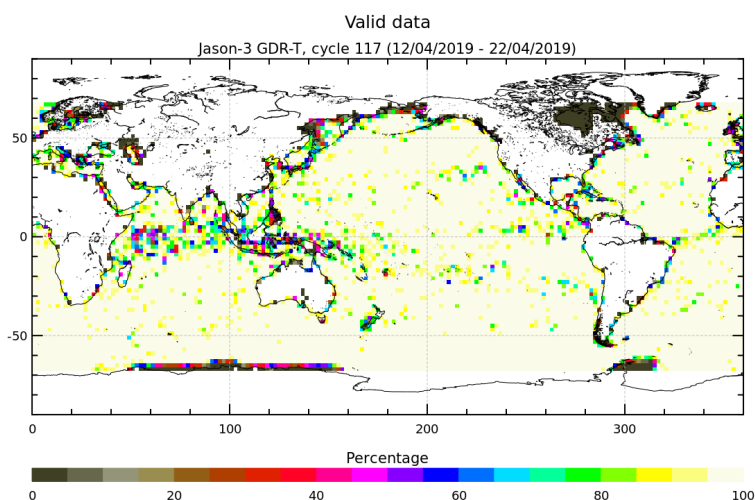 Valid data
Jason-3 GDR-T, cycle 117 (12/04/2019 - 22/04/2019)
50
0
-50
0 100 200 300
Percentage
0 20 40 60 80 100